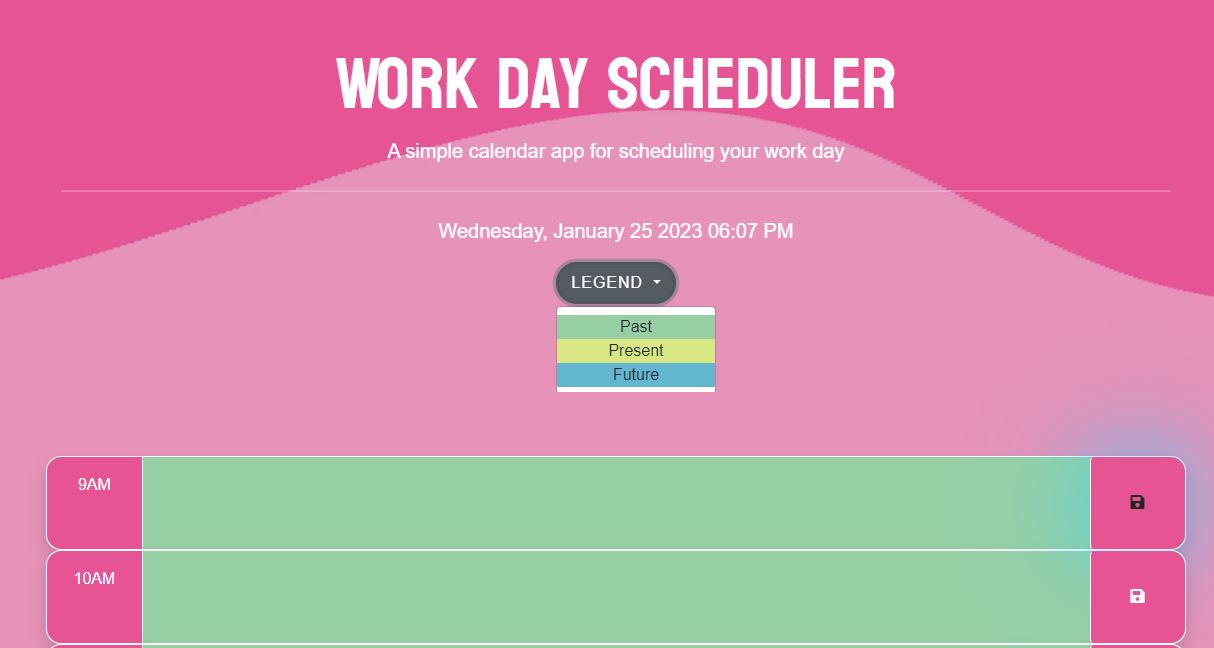 WORK DAY SCHEDULER
A simple calendar app for scheduling your work day
Wednesday, January 25 2023 06:07 PM
LEGEND
Past
Present
Future
9AM
10AM